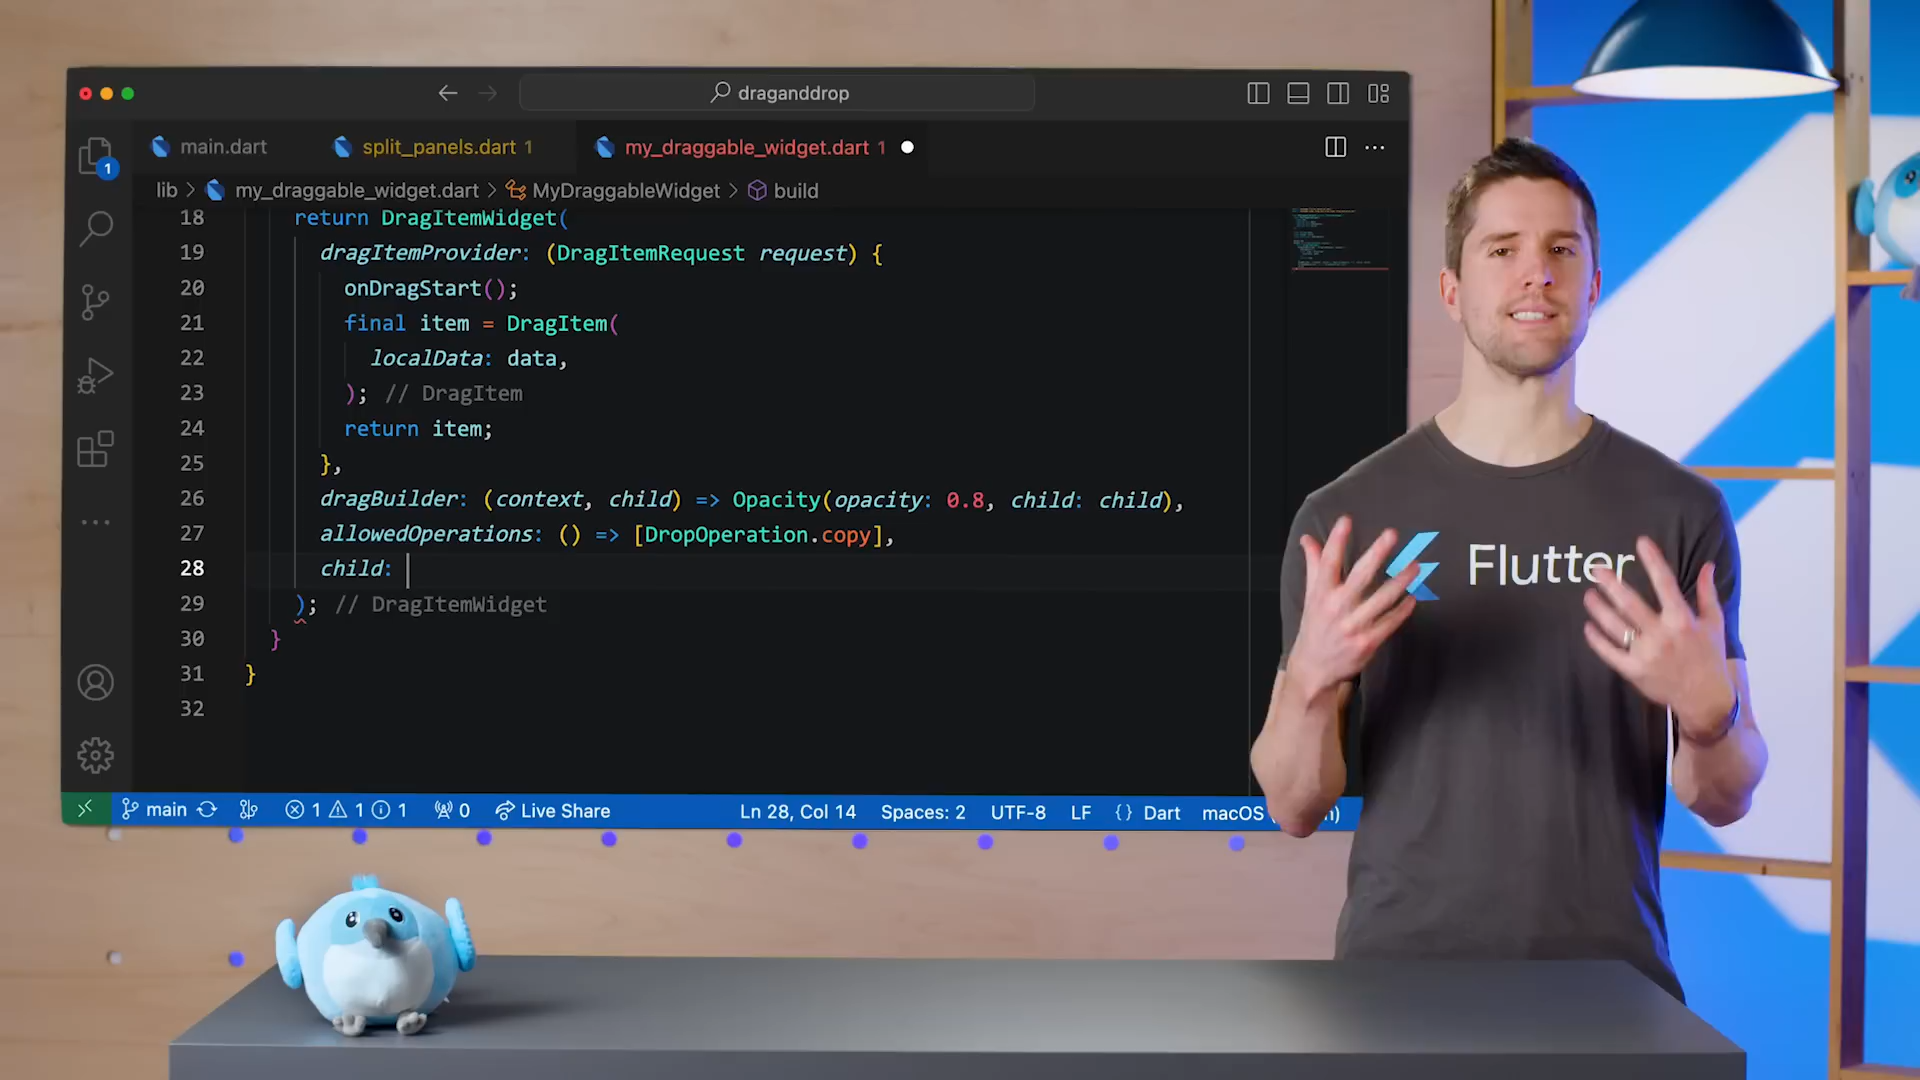 draganddrop
main.dart split_panels.dart 1 my_draggable_widget.dart 1
1
lib > my_draggable_widget.dart > MyDraggableWidget > build
18 return DragItemWidget(
19 dragItemProvider: (DragItemRequest request) {
20 onDragStart();
21 final item = DragItem(
22 localData: data,
23 ); // DragItem
24 return item;
25 },
26 dragBuilder: (context, child) => Opacity(opacity: 0.8, child: child),
27 allowedOperations: () => [DropOperation.copy],
28 child:
29 ); // DragItemWidget
30 }
31 }
32
main 1 1 1 0 Live Share Ln 28, Col 14 Spaces: 2 UTF-8 LF {} Dart macOS
Flutter